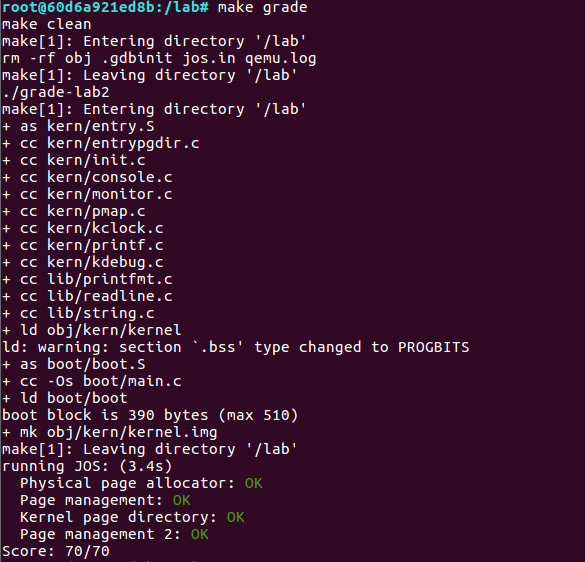 root@60d6a921ed8b:/lab# make grade
make clean
make[1]: Entering directory '/lab'
rm -rf obj .gdbinit jos.in qemu.log
make[1]: Leaving directory '/lab'
./grade-lab2
make[1]: Entering directory '/lab'
+ as kern/entry.S
+ cc kern/entrypgdir.c
+ cc kern/init.c
+ cc kern/console.c
+ cc kern/monitor.c
+ cc kern/pmap.c
+ cc kern/kclock.c
+ cc kern/printf.c
+ cc kern/kdebug.c
+ cc lib/printfmt.c
+ cc lib/readline.c
+ cc lib/string.c
+ ld obj/kern/kernel
ld: warning: section `.bss' type changed to PROGBITS
+ as boot/boot.S
+ cc -Os boot/main.c
+ ld boot/boot
boot block is 390 bytes (max 510)
+ mk obj/kern/kernel.img
make[1]: Leaving directory '/lab'
running JOS: (3.4s)
  Physical page allocator: OK
  Page management: OK
  Kernel page directory: OK
  Page management 2: OK
Score: 70/70